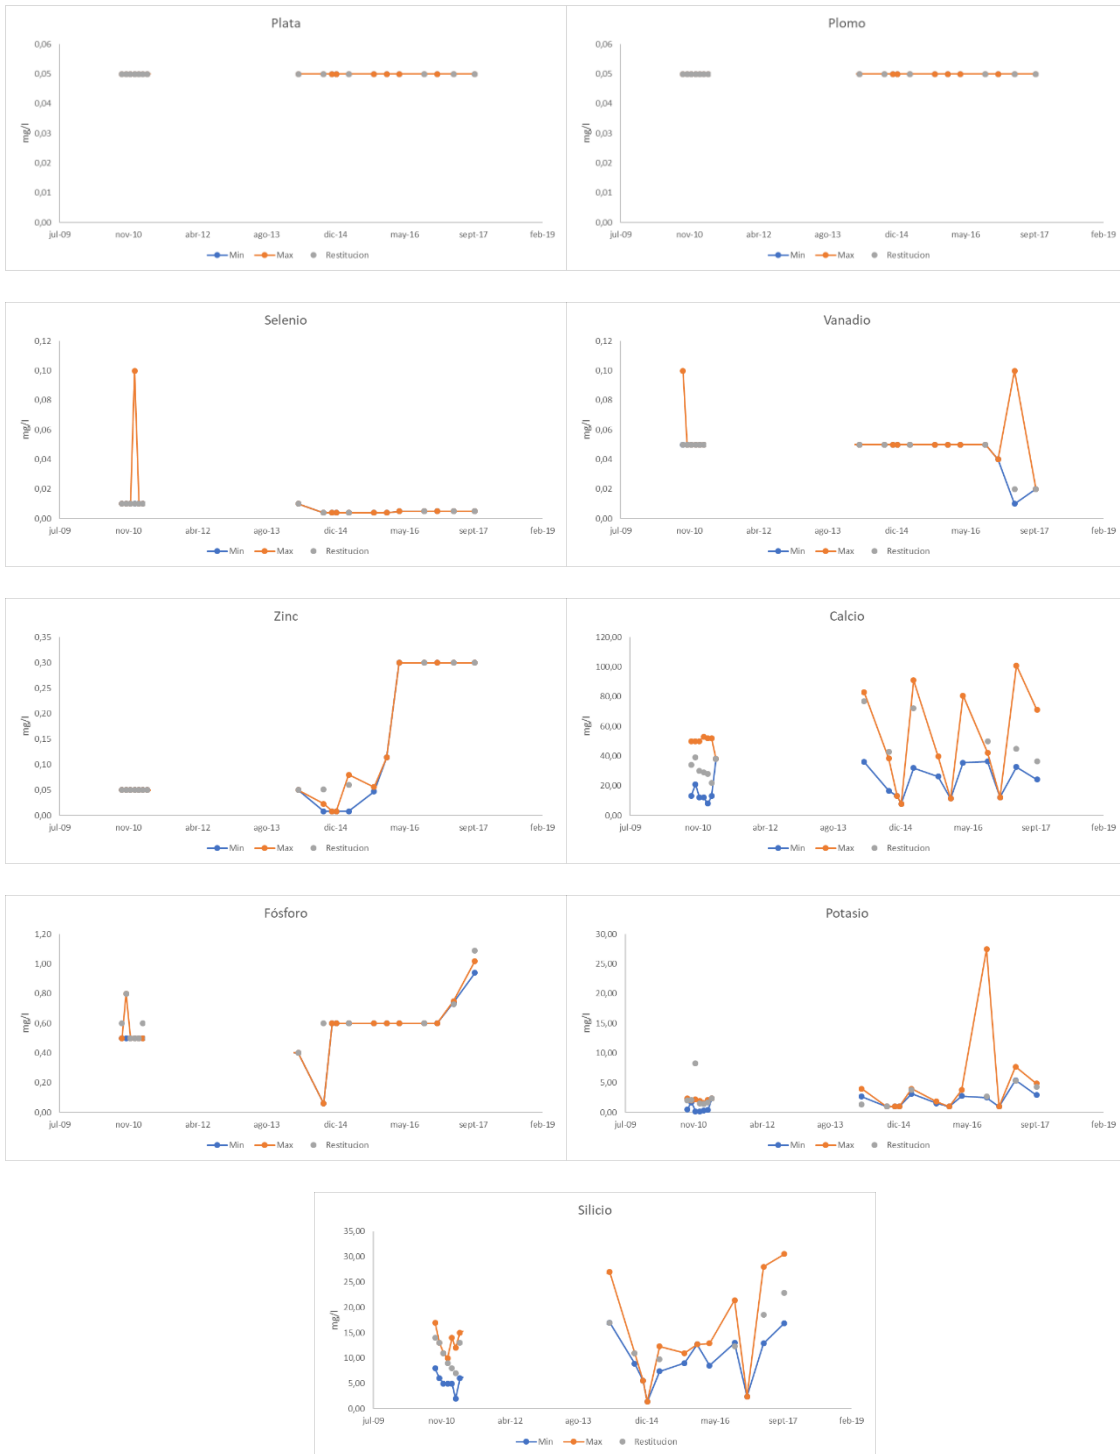 Plata
0,06
0,05
0,04
0,03
0,02
0,01
0,00
mg/l
jul-09 nov-10 abr-12 ago-13 dic-14 may-16 sept-17 feb-19
Min Max Restitucion
Plomo
0,06
0,05
0,04
0,03
0,02
0,01
0,00
mg/l
jul-09 nov-10 abr-12 ago-13 dic-14 may-16 sept-17 feb-19
Min Max Restitucion
Selenio
0,12
0,10
0,08
0,06
0,04
0,02
0,00
mg/l
jul-09 nov-10 abr-12 ago-13 dic-14 may-16 sept-17 feb-19
Min Max Restitucion
Vanadio
0,12
0,10
0,08
0,06
0,04
0,02
0,00
mg/l
jul-09 nov-10 abr-12 ago-13 dic-14 may-16 sept-17 feb-19
Min Max Restitucion
Zinc
0,35
0,30
0,25
0,20
0,15
0,10
0,05
0,00
mg/l
jul-09 nov-10 abr-12 ago-13 dic-14 may-16 sept-17 feb-19
Min Max Restitucion
Calcio
120,00
100,00
80,00
60,00
40,00
20,00
0,00
mg/l
jul-09 nov-10 abr-12 ago-13 dic-14 may-16 sept-17 feb-19
Min Max Restitucion
Fósforo
1,20
1,00
0,80
0,60
0,40
0,20
0,00
mg/l
jul-09 nov-10 abr-12 ago-13 dic-14 may-16 sept-17 feb-19
Min Max Restitucion
Potasio
30,00
25,00
20,00
15,00
10,00
5,00
0,00
mg/l
jul-09 nov-10 abr-12 ago-13 dic-14 may-16 sept-17 feb-19
Min Max Restitucion
Silicio
35,00
30,00
25,00
20,00
15,00
10,00
5,00
0,00
mg/l
jul-09 nov-10 abr-12 ago-13 dic-14 may-16 sept-17 feb-19
Min Max Restitucion